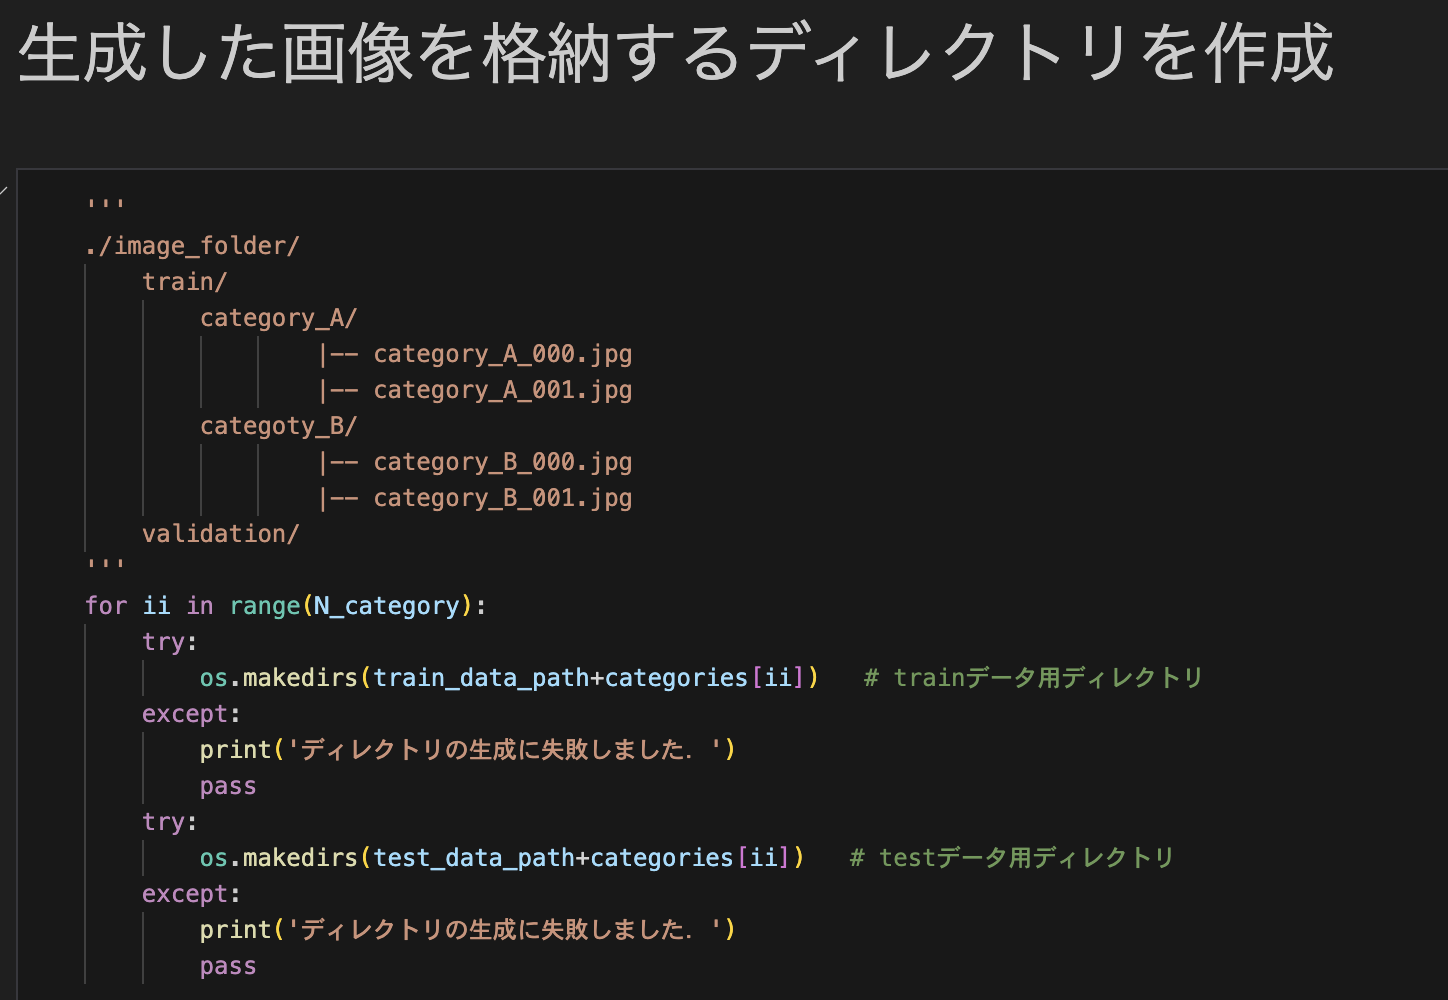 生成した画像を格納するディレクトリを作成
'''
./image_folder/
train/
category_A/
|-- category_A_000.jpg
|-- category_A_001.jpg
categoty_B/
|-- category_B_000.jpg
|-- category_B_001.jpg
validation/
'''
for ii in range(N_category):
try:
os.makedirs(train_data_path+categories[ii])   # trainデータ用ディレクトリ
except:
print('ディレクトリの生成に失敗しました．')
pass
try:
os.makedirs(test_data_path+categories[ii])   # testデータ用ディレクトリ
except:
print('ディレクトリの生成に失敗しました．')
pass